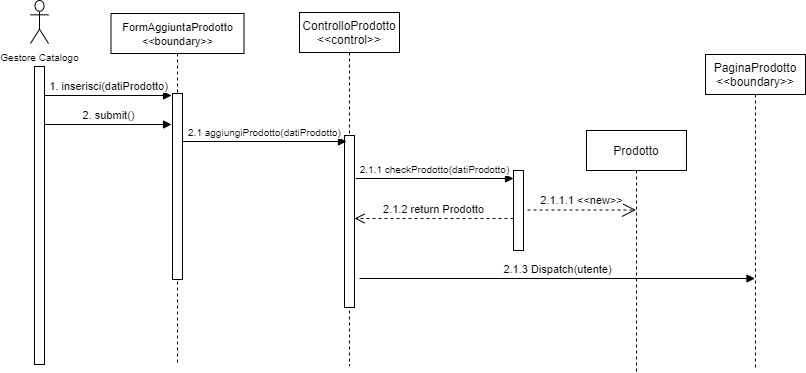 FormAggiuntaProdotto
<<boundary>>
ControlloProdotto
<<control>>
Gestore Catalogo
PaginaProdotto
<<boundary>>
1. inserisci(datiProdotto)
2. submit()
2.1 aggiungiProdotto(datiProdotto)
Prodotto
2.1.1 checkProdotto(datiProdotto)
2.1.1.1 <<new>>
2.1.2 return Prodotto
2.1.3 Dispatch(utente)